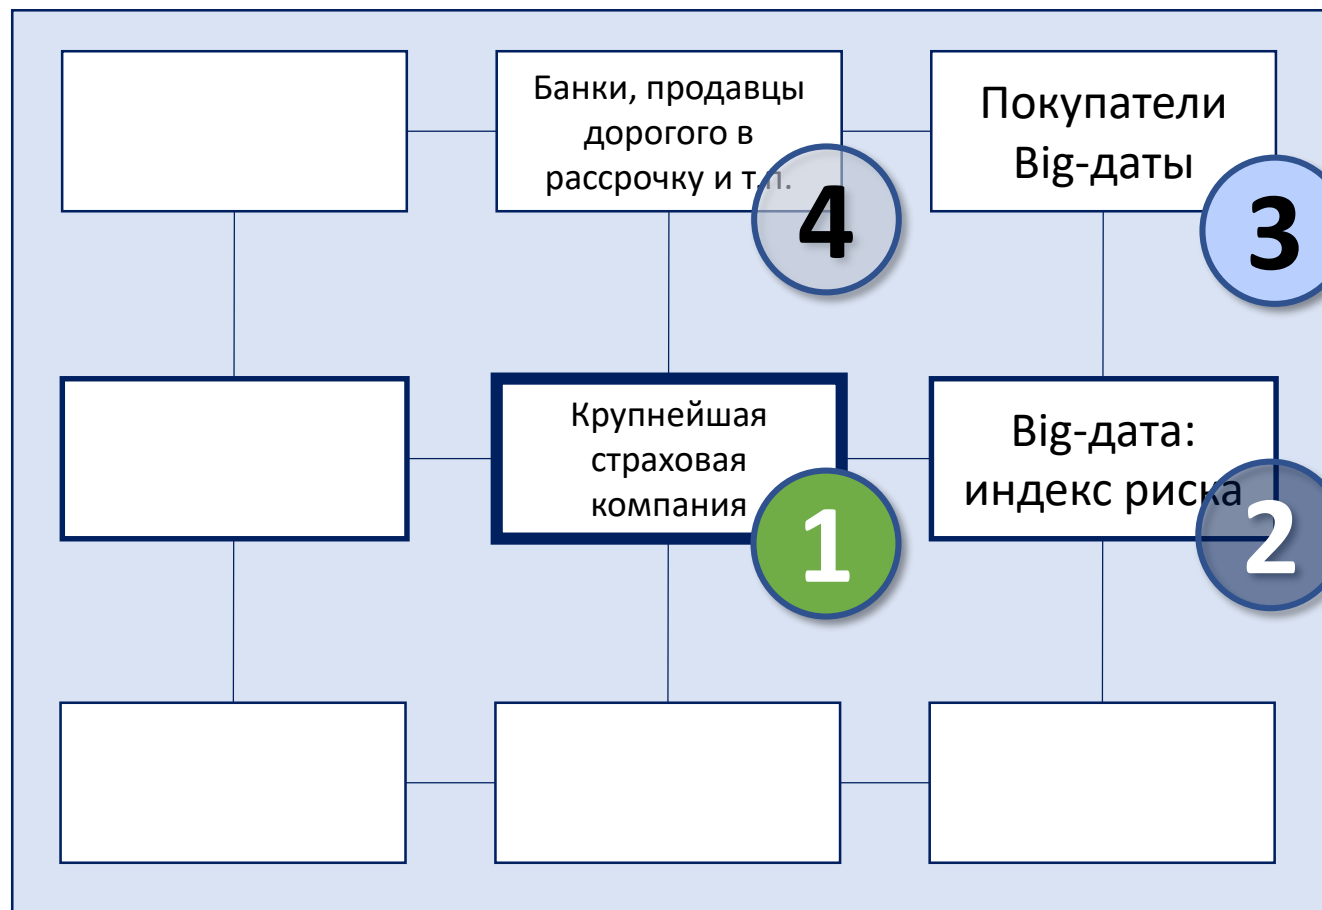 Банки, продавцы
дорогого в
рассрочку и т.п.
4
Покупатели
Big-даты
3
Крупнейшая
страховая
компания
1
Big-дата:
индекс риска
2